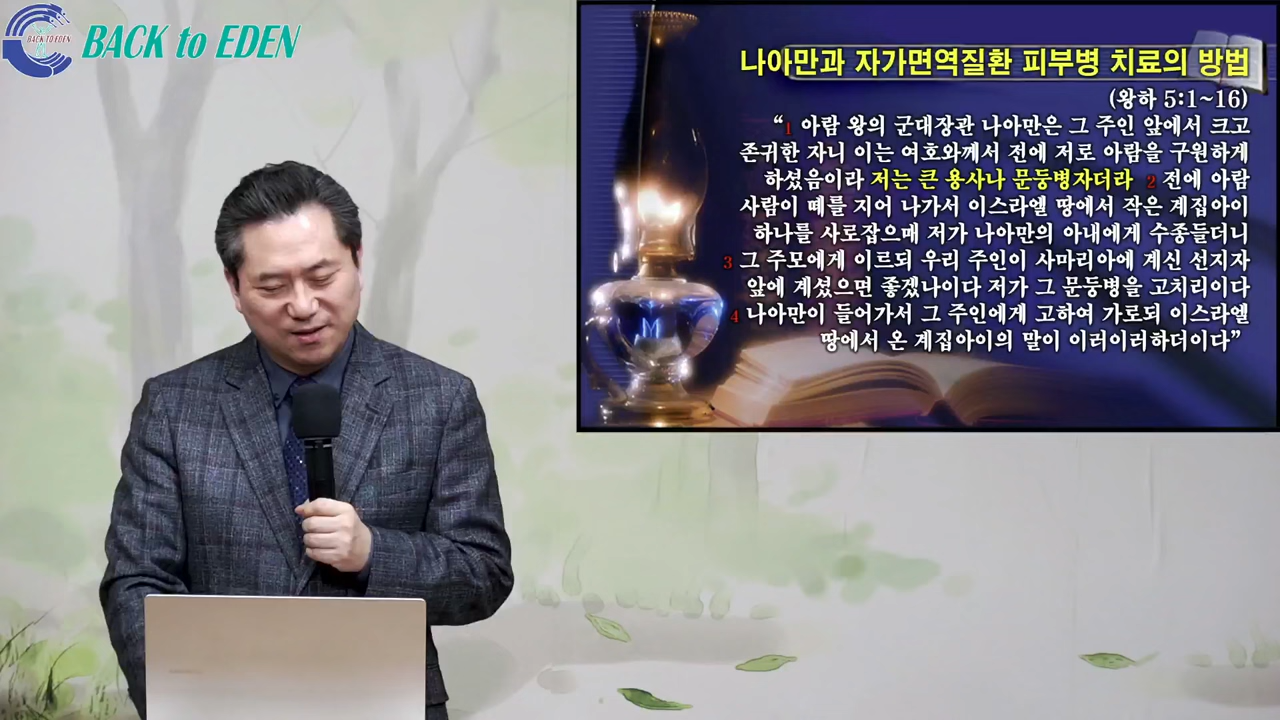 BACK TO EDEN
BACK to EDEN
나아만과 자가면역질환 피부병 치료의 방법
(왕하 5:1~16)
“1 아람 왕의 군대장관 나아만은 그 주인 앞에서 크고
존귀한 자니 이는 여호와께서 전에 저로 아람을 구원하게
하셨음이라 저는 큰 용사나 문둥병자더라 2 전에 아람
사람이 떼를 지어 나가서 이스라엘 땅에서 작은 계집아이
하나를 사로잡으매 저가 나아만의 아내에게 수종들더니
3 그 주모에게 이르되 우리 주인이 사마리아에 계신 선지자
앞에 계셨으면 좋겠나이다 저가 그 문둥병을 고치리이다
4 나아만이 들어가서 그 주인에게 고하여 가로되 이스라엘
땅에서 온 계집아이의 말이 이러이러하더이다”
M